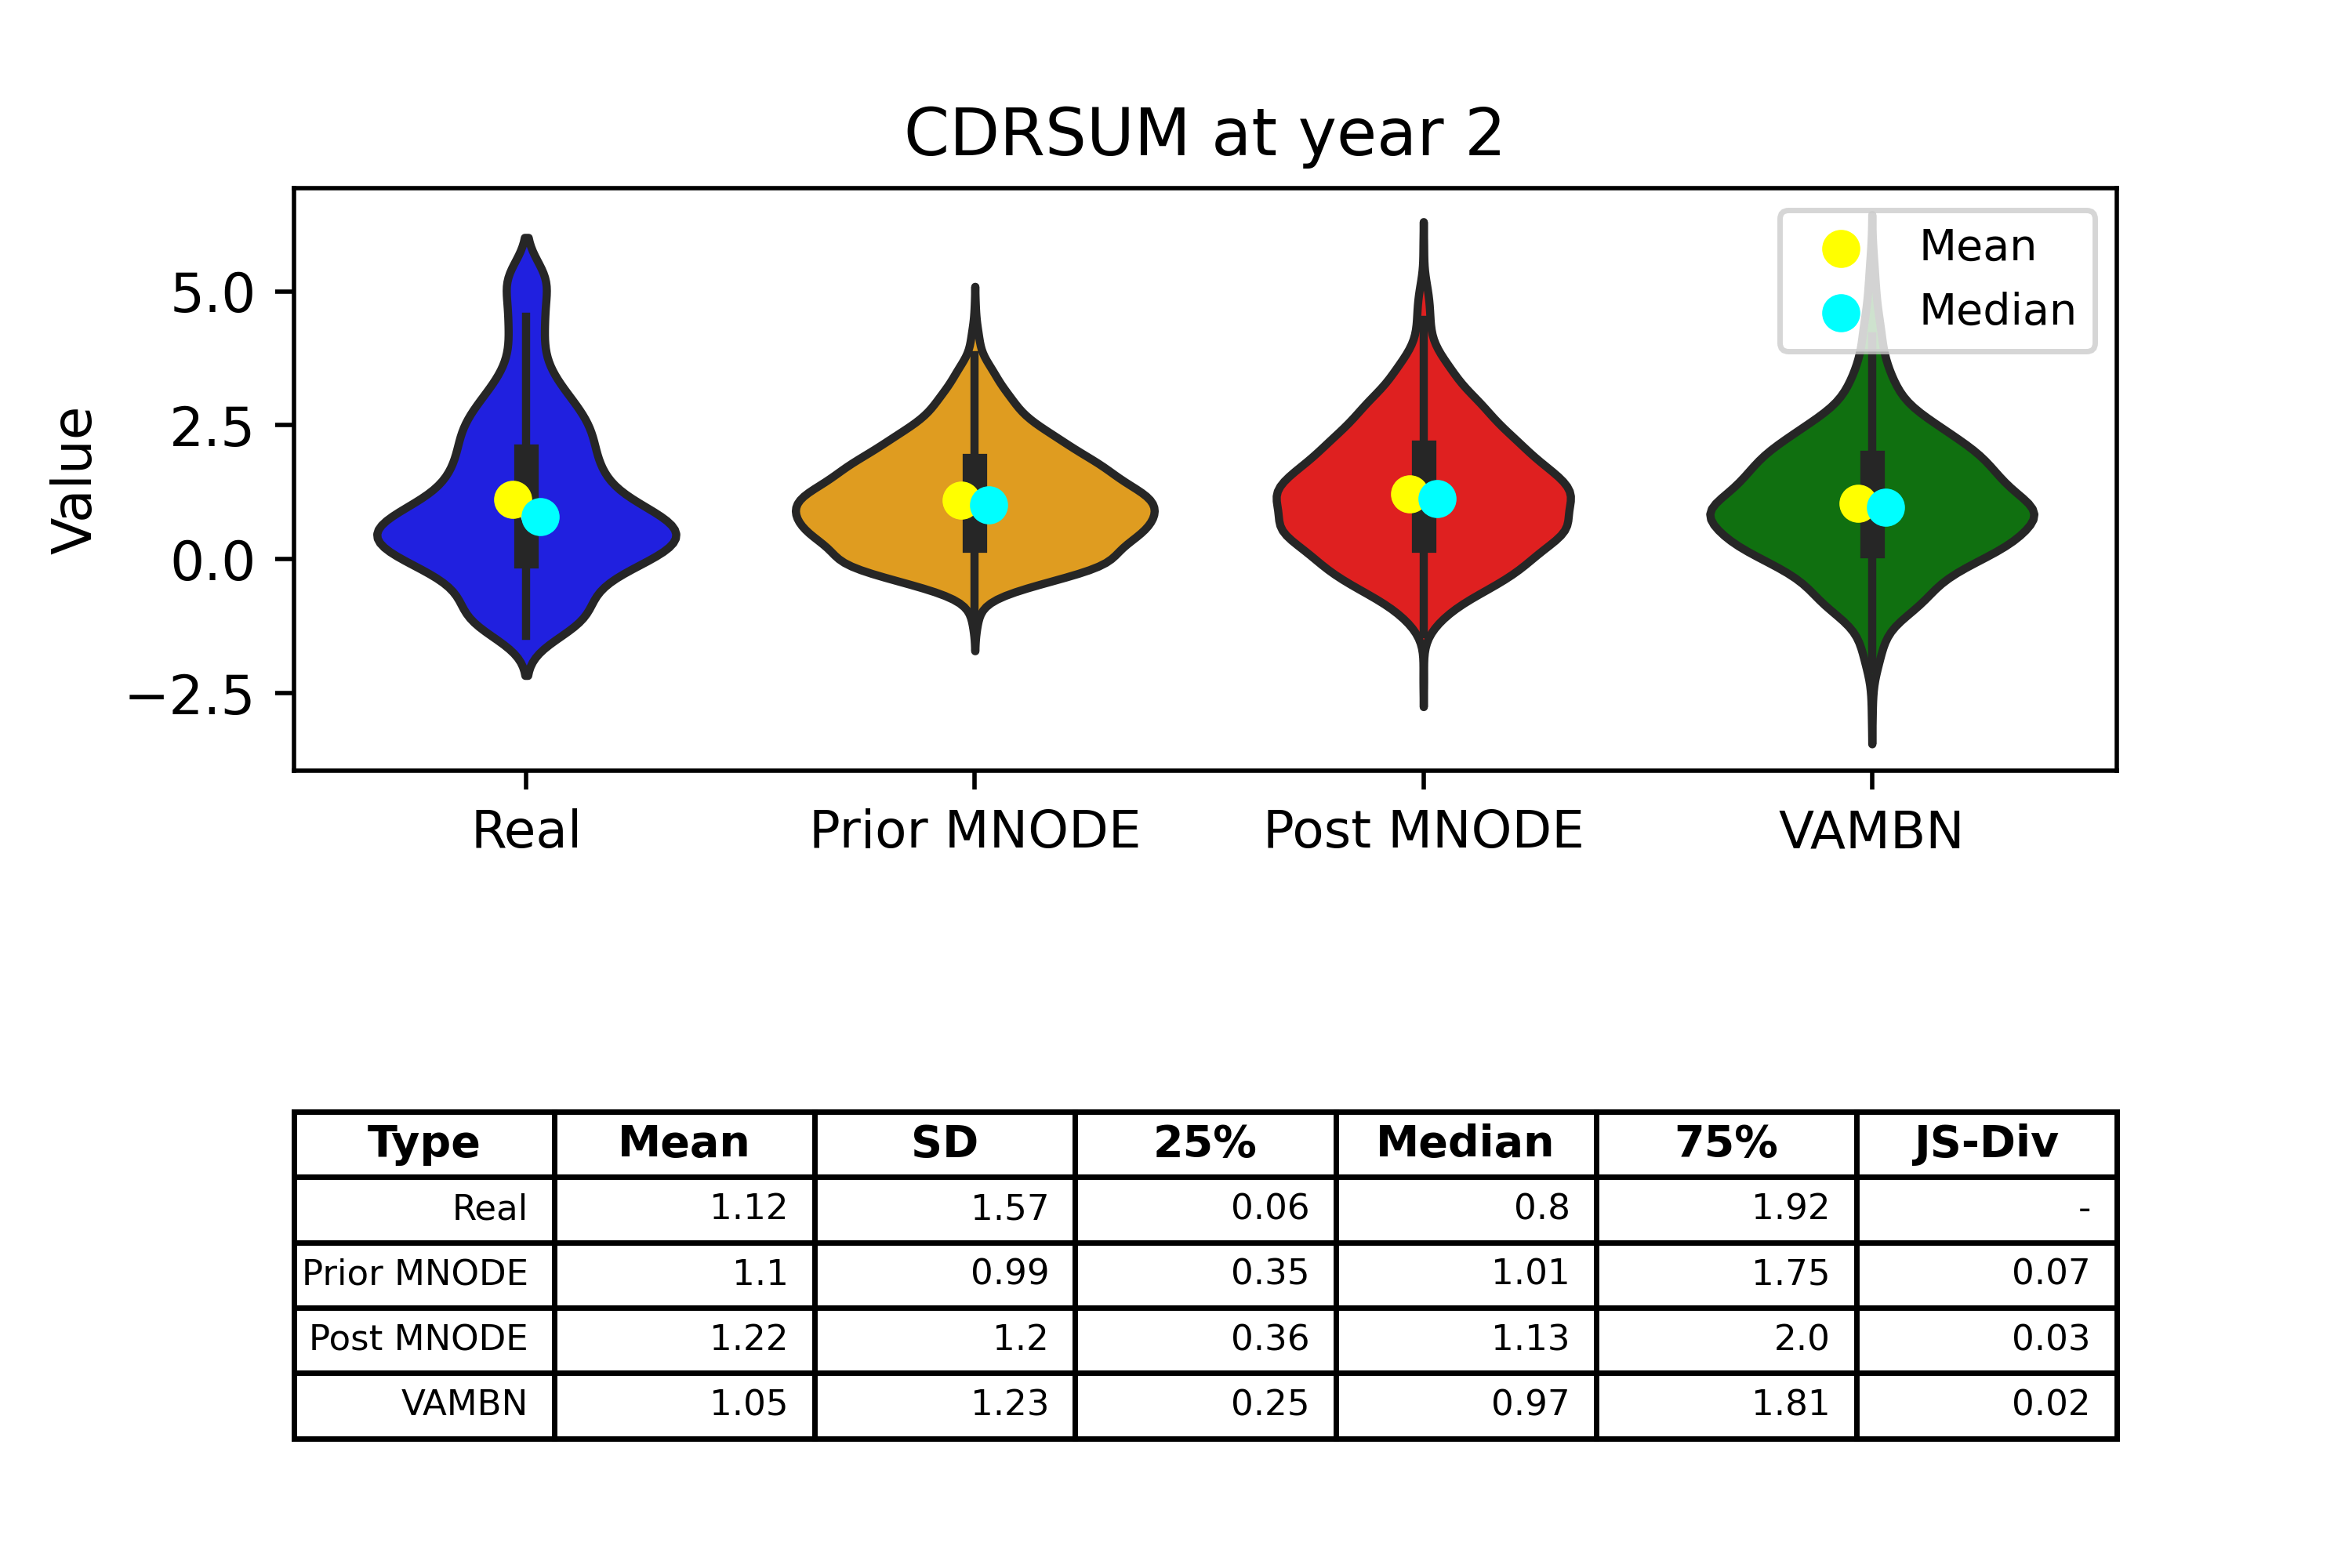 CDRSUM at year 2
Mean
Median
Value
5.0
2.5
0.0
−2.5
Real Prior MNODE Post MNODE VAMBN
Type Mean SD 25% Median 75% JS-Div
Real 1.12 1.57 0.06 0.8 1.92 -
Prior MNODE 1.1 0.99 0.35 1.01 1.75 0.07
Post MNODE 1.22 1.2 0.36 1.13 2.0 0.03
VAMBN 1.05 1.23 0.25 0.97 1.81 0.02